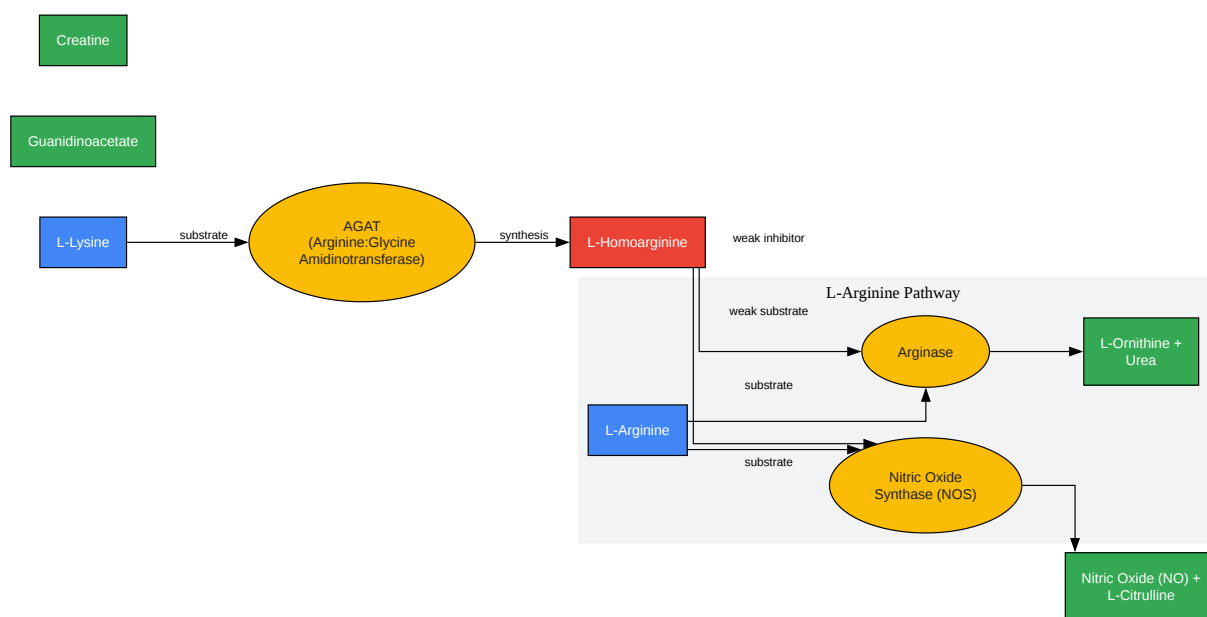 Creatine
Guanidinoacetate
L-Lysine
substrate
AGAT
(Arginine:Glycine
Amidinotransferase)
synthesis
L-Homoarginine
weak inhibitor
L-Arginine Pathway
weak substrate
Arginase
L-Ornithine +
Urea
substrate
L-Arginine
substrate
Nitric Oxide
Synthase (NOS)
Nitric Oxide (NO) +
L-Citrulline